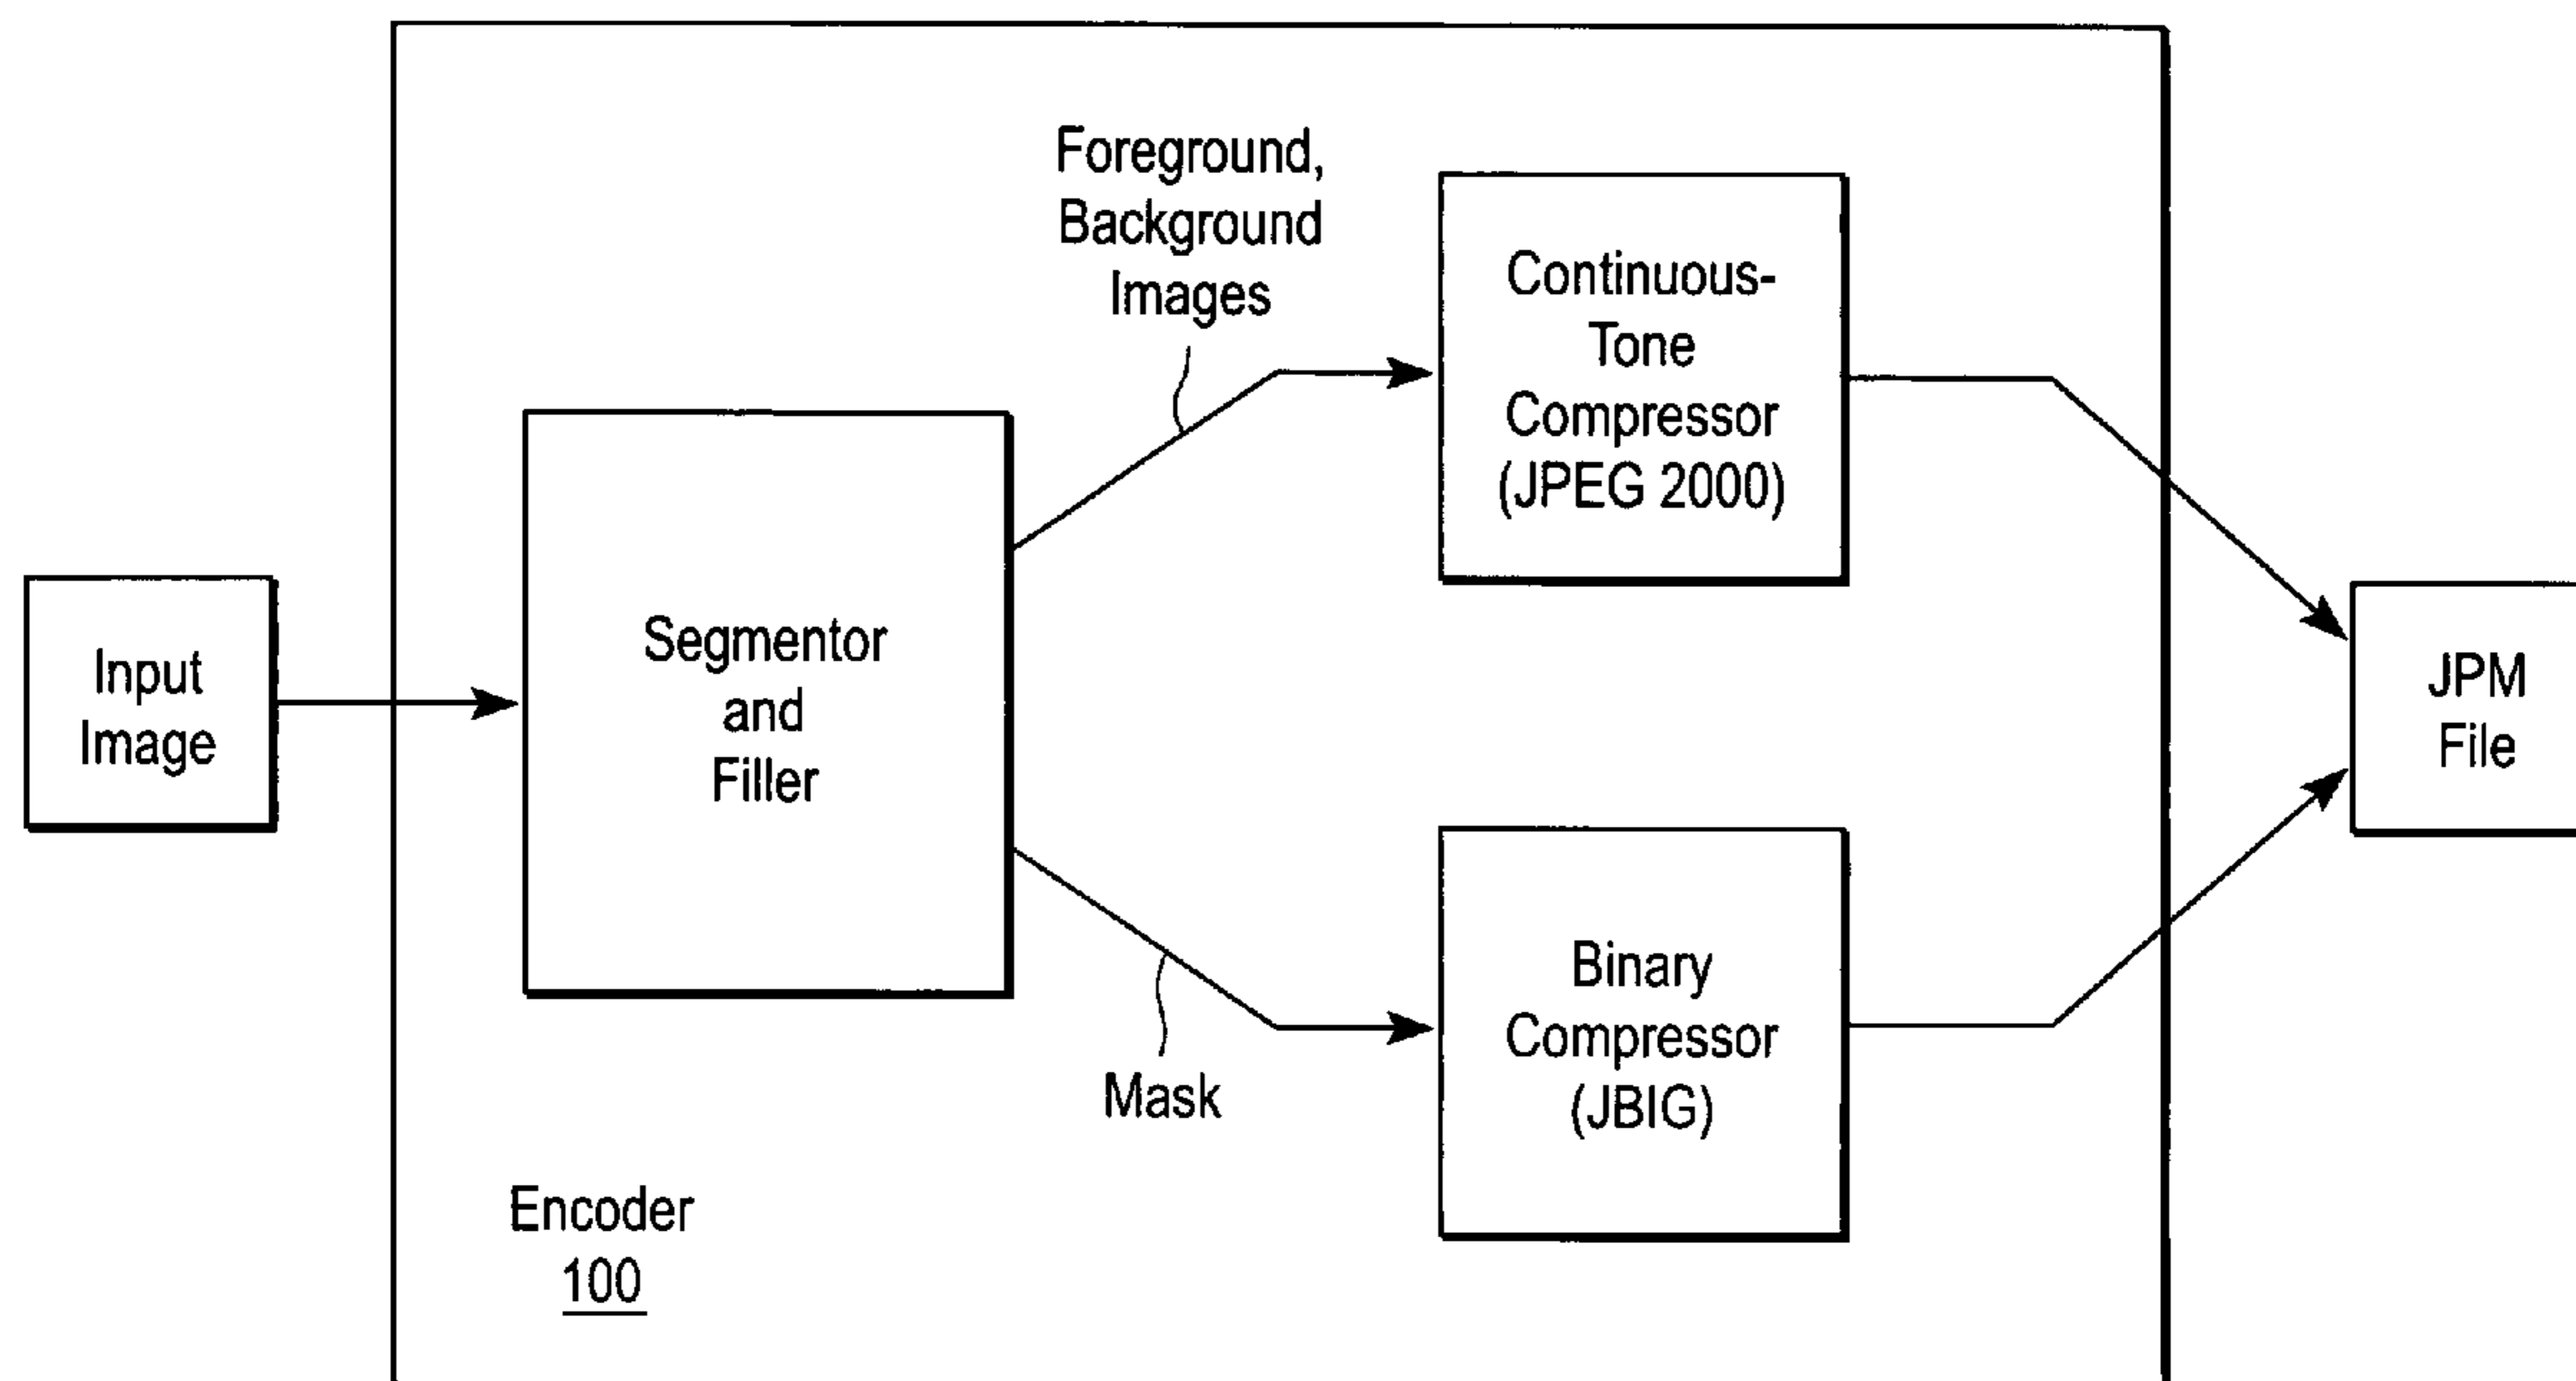 Foreground,
Background
Images
Continuous-
Tone
Compressor
(JPEG 2000)
Input
Image
Segmentor
and
Filler
JPM
File
Mask
Binary
Compressor
(JBIG)
Encoder
100